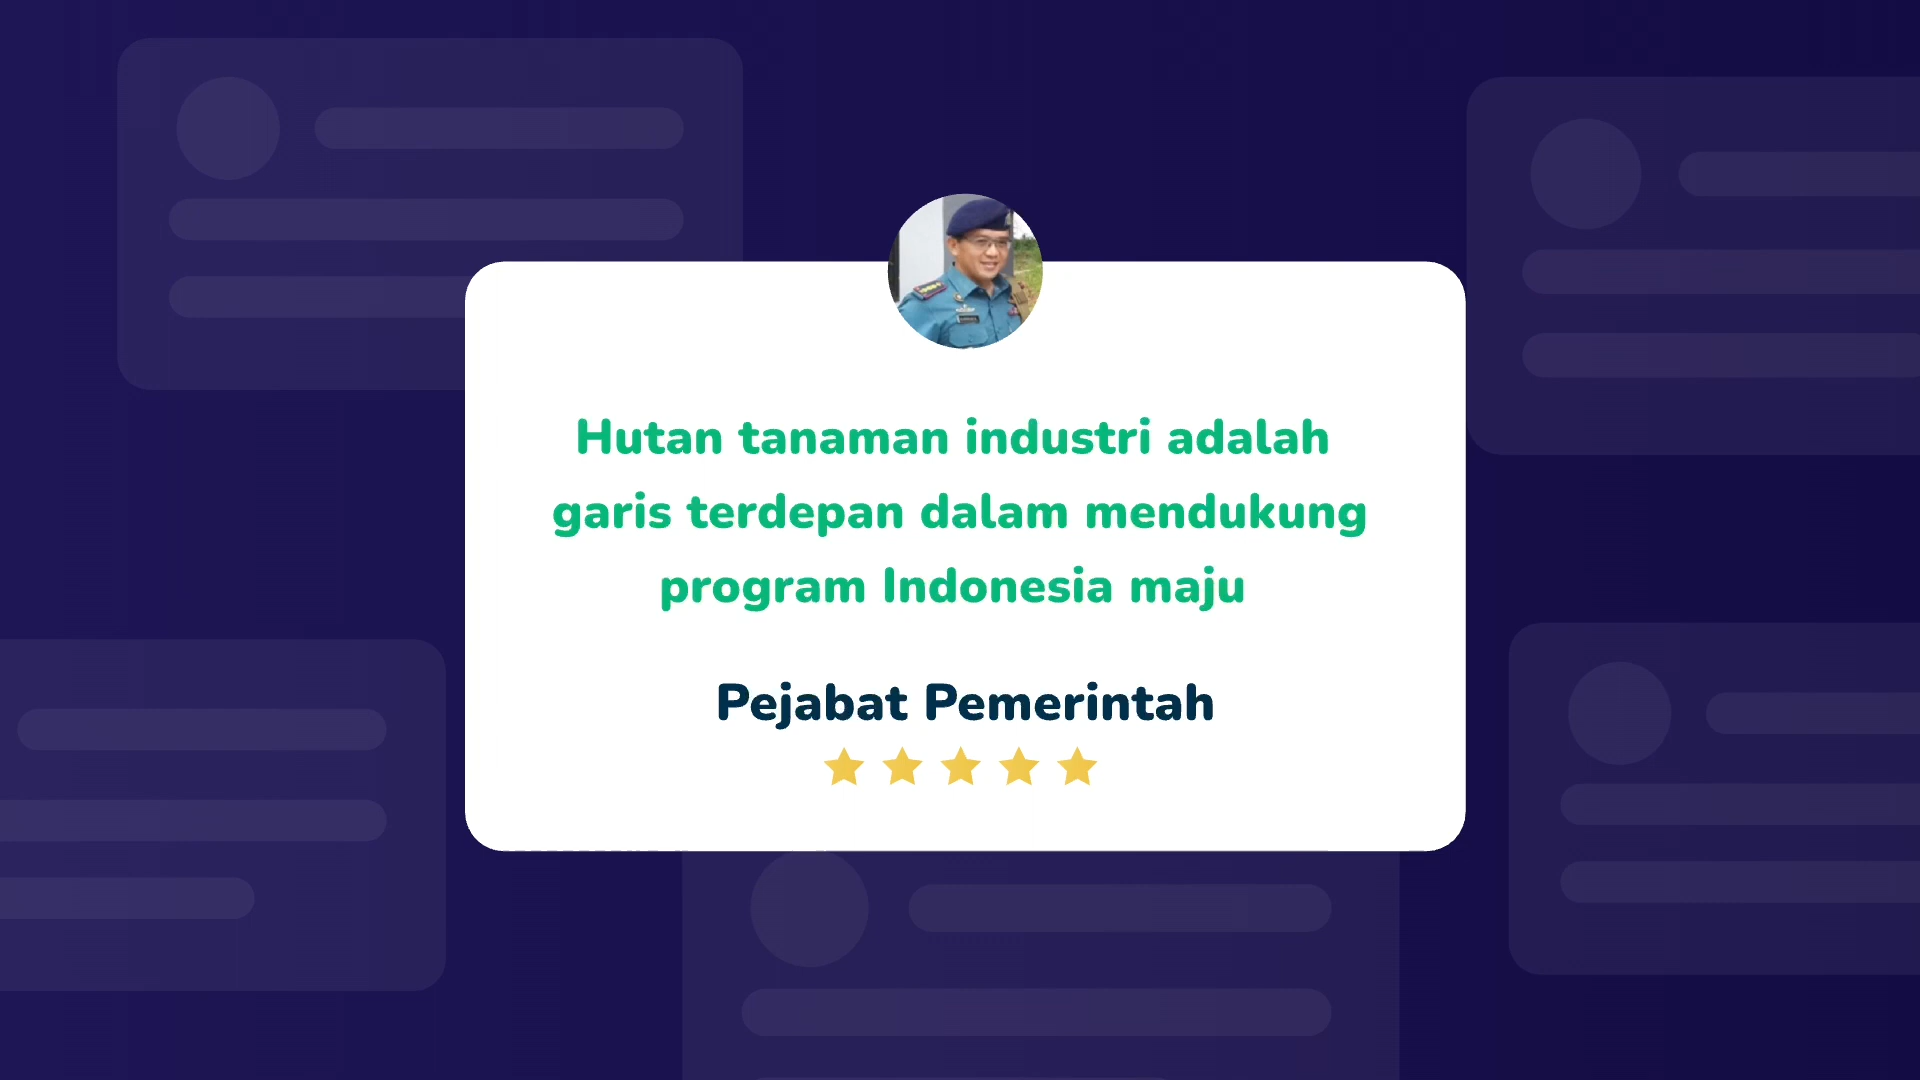 Hutan tanaman industri adalah
garis terdepan dalam mendukung
program Indonesia maju
Pejabat Pemerintah